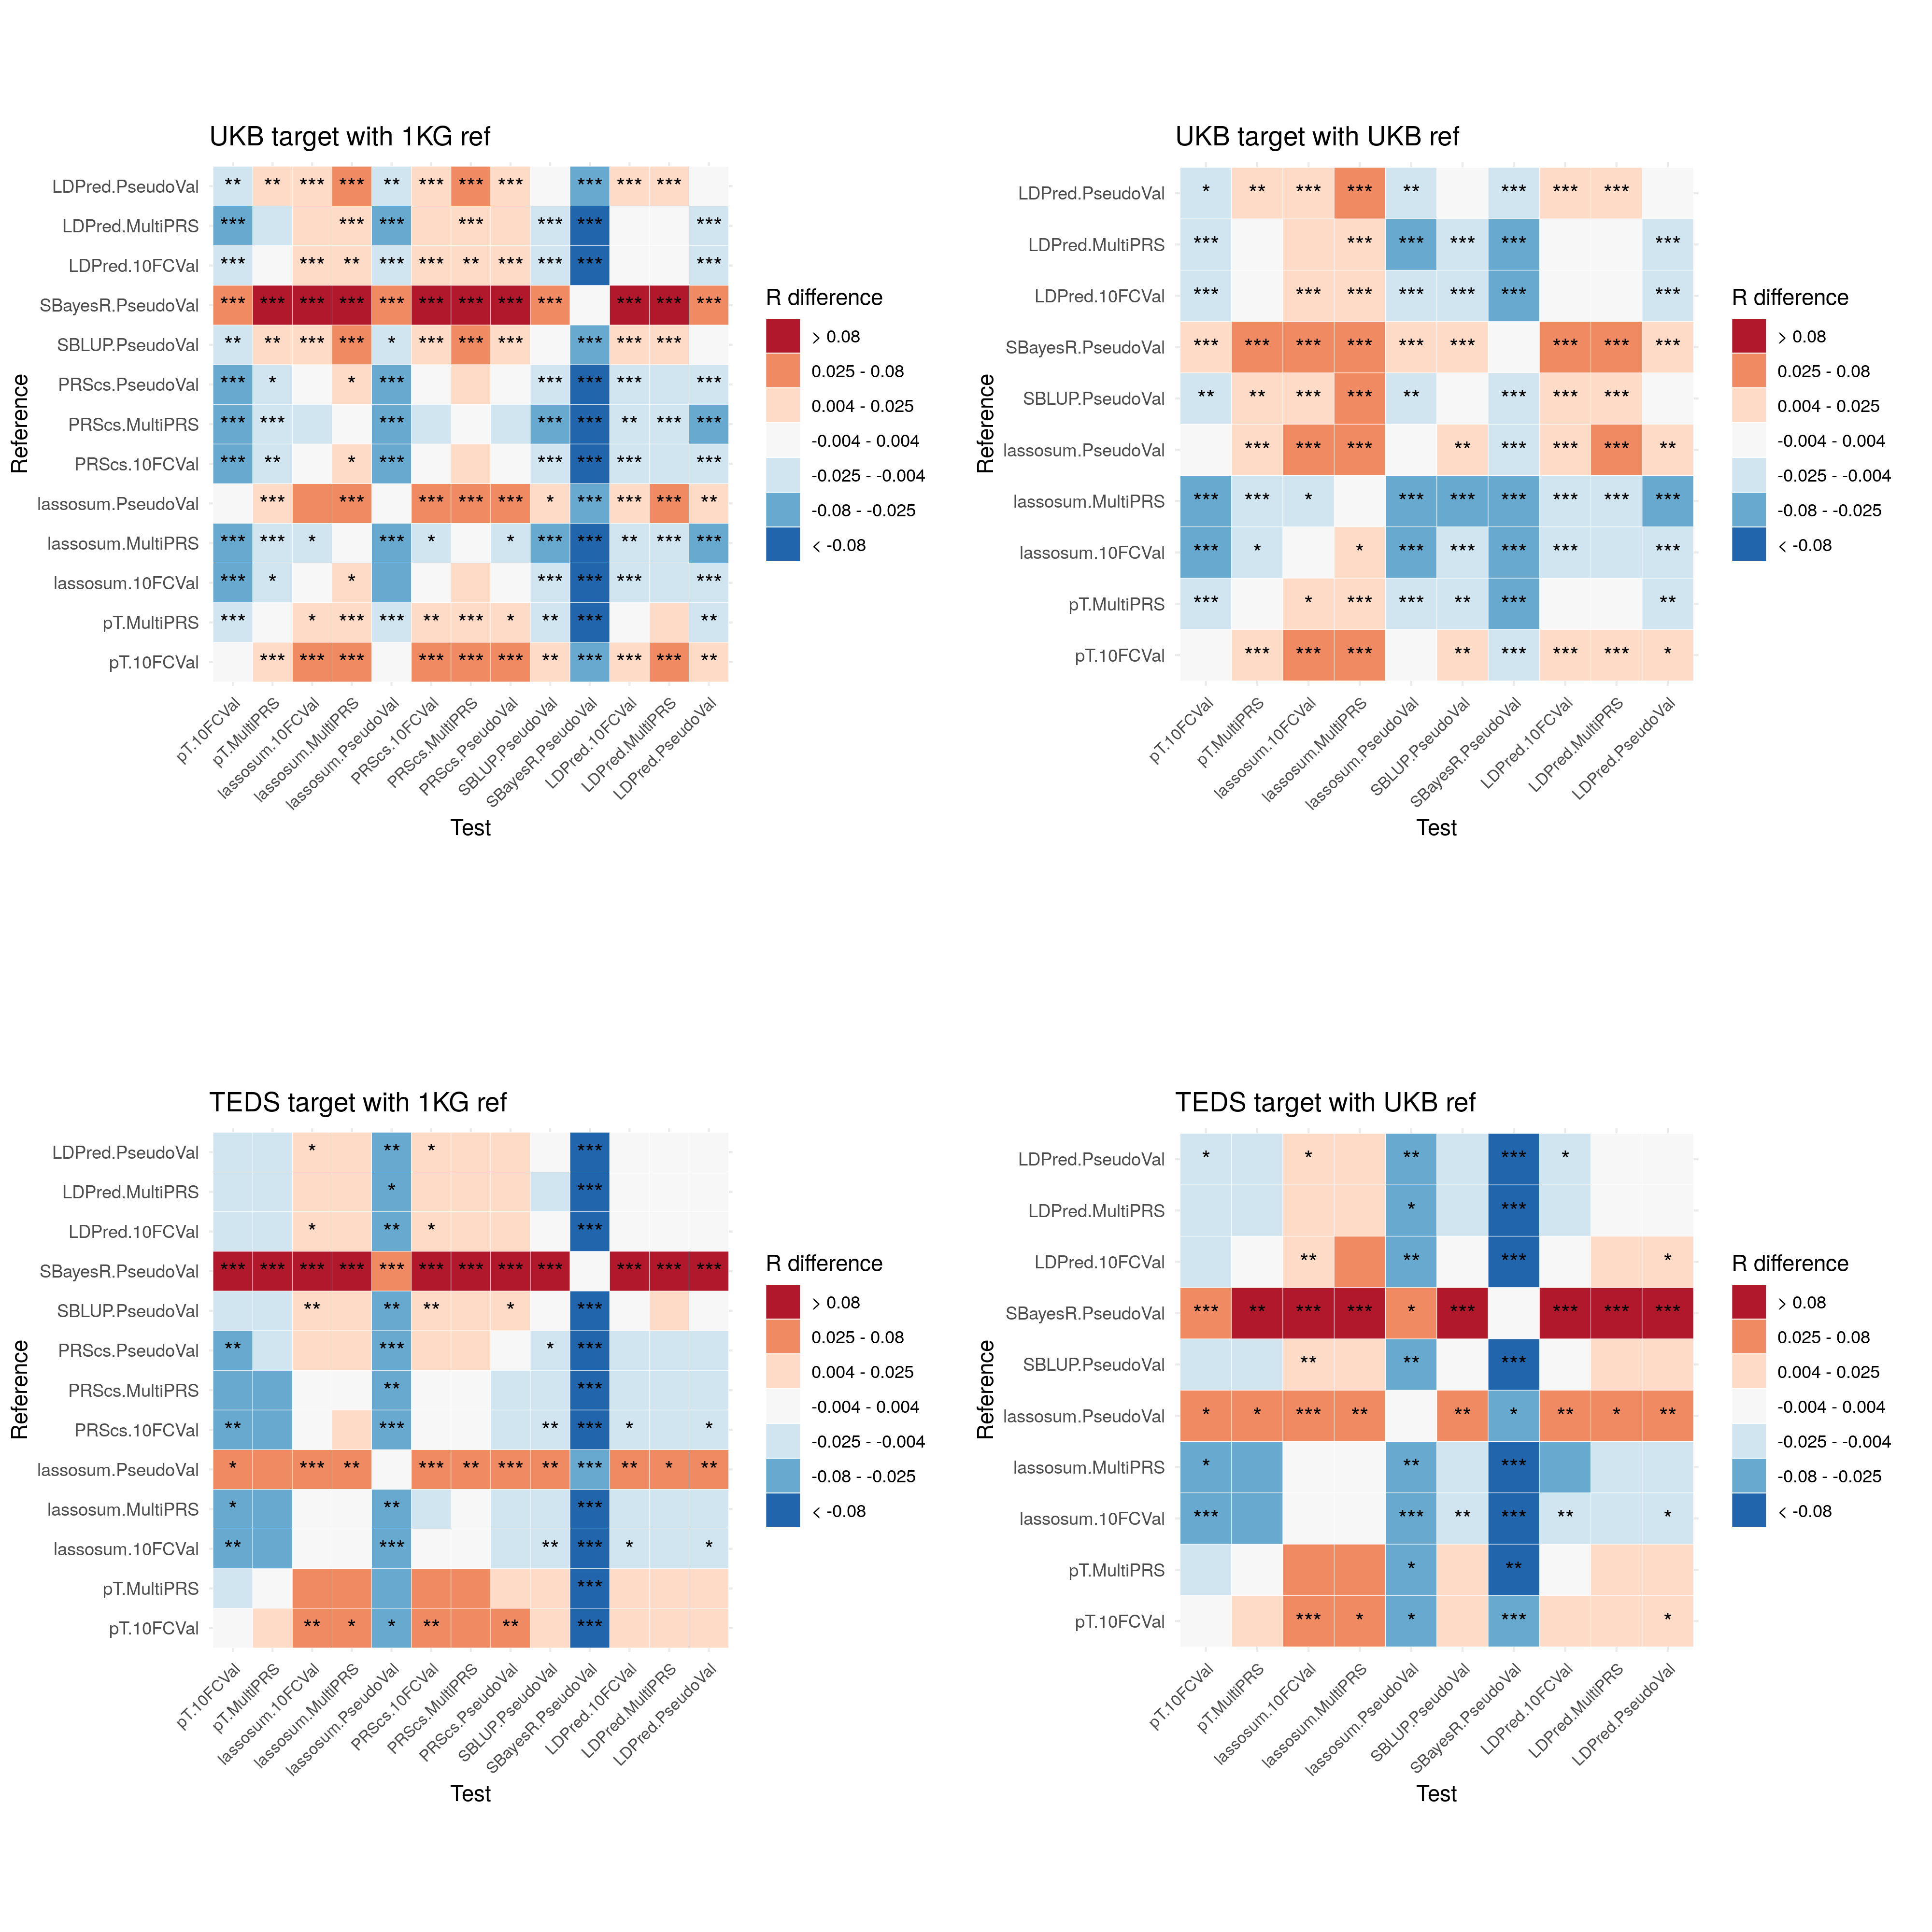 UKB target with 1KG ref
LDPred.PseudoVal ** ** *** *** ** *** *** *** *** *** ***
LDPred.MultiPRS *** *** *** *** *** *** ***
LDPred.10FCVal *** *** ** *** *** ** *** *** *** ***
SBayesR.PseudoVal *** *** *** *** *** *** *** *** *** *** *** ***
SBLUP.PseudoVal ** ** *** *** * *** *** *** *** *** ***
PRScs.PseudoVal *** * * *** *** *** *** ***
PRScs.MultiPRS *** *** *** *** *** ** *** ***
PRScs.10FCVal *** ** * *** *** *** *** ***
lassosum.PseudoVal *** *** *** *** *** * *** *** *** **
lassosum.MultiPRS *** *** * *** * * *** *** ** *** ***
lassosum.10FCVal *** * * *** *** *** ***
pT.MultiPRS *** * *** *** ** *** * ** *** **
pT.10FCVal *** *** *** *** *** *** ** *** *** *** **
Reference
pT.10FCVal
pT.MultiPRS
lassosum.10FCVal
lassosum.MultiPRS
lassosum.PseudoVal
PRScs.10FCVal
PRScs.MultiPRS
PRScs.PseudoVal
SBLUP.PseudoVal
SBayesR.PseudoVal
LDPred.10FCVal
LDPred.MultiPRS
LDPred.PseudoVal
Test
R difference
> 0.08
0.025 - 0.08
0.004 - 0.025
-0.004 - 0.004
-0.025 - -0.004
-0.08 - -0.025
< -0.08
UKB target with UKB ref
LDPred.PseudoVal * ** *** *** ** *** *** ***
LDPred.MultiPRS *** *** *** *** *** ***
LDPred.10FCVal *** *** *** *** *** *** ***
SBayesR.PseudoVal *** *** *** *** *** *** *** *** ***
SBLUP.PseudoVal ** ** *** *** ** *** *** ***
lassosum.PseudoVal *** *** *** ** *** *** *** **
lassosum.MultiPRS *** *** * *** *** *** *** *** ***
lassosum.10FCVal *** * * *** *** *** *** ***
pT.MultiPRS *** * *** *** ** *** **
pT.10FCVal *** *** *** ** *** *** *** *
Reference
pT.10FCVal
pT.MultiPRS
lassosum.10FCVal
lassosum.MultiPRS
lassosum.PseudoVal
SBLUP.PseudoVal
SBayesR.PseudoVal
LDPred.10FCVal
LDPred.MultiPRS
LDPred.PseudoVal
Test
R difference
> 0.08
0.025 - 0.08
0.004 - 0.025
-0.004 - 0.004
-0.025 - -0.004
-0.08 - -0.025
< -0.08
TEDS target with 1KG ref
LDPred.PseudoVal * ** * ***
LDPred.MultiPRS * ***
LDPred.10FCVal * ** * ***
SBayesR.PseudoVal *** *** *** *** *** *** *** *** *** *** *** ***
SBLUP.PseudoVal ** ** ** * ***
PRScs.PseudoVal ** *** * ***
PRScs.MultiPRS ** ***
PRScs.10FCVal ** *** ** *** * *
lassosum.PseudoVal * *** ** *** ** *** ** *** ** * **
lassosum.MultiPRS * ** ***
lassosum.10FCVal ** *** ** *** * *
pT.MultiPRS ***
pT.10FCVal ** * * ** ** ***
Reference
pT.10FCVal
pT.MultiPRS
lassosum.10FCVal
lassosum.MultiPRS
lassosum.PseudoVal
PRScs.10FCVal
PRScs.MultiPRS
PRScs.PseudoVal
SBLUP.PseudoVal
SBayesR.PseudoVal
LDPred.10FCVal
LDPred.MultiPRS
LDPred.PseudoVal
Test
R difference
> 0.08
0.025 - 0.08
0.004 - 0.025
-0.004 - 0.004
-0.025 - -0.004
-0.08 - -0.025
< -0.08
TEDS target with UKB ref
LDPred.PseudoVal * * ** *** *
LDPred.MultiPRS * ***
LDPred.10FCVal ** ** *** *
SBayesR.PseudoVal *** ** *** *** * *** *** *** ***
SBLUP.PseudoVal ** ** ***
lassosum.PseudoVal * * *** ** ** * ** * **
lassosum.MultiPRS * ** ***
lassosum.10FCVal *** *** ** *** ** *
pT.MultiPRS * **
pT.10FCVal *** * * *** *
Reference
pT.10FCVal
pT.MultiPRS
lassosum.10FCVal
lassosum.MultiPRS
lassosum.PseudoVal
SBLUP.PseudoVal
SBayesR.PseudoVal
LDPred.10FCVal
LDPred.MultiPRS
LDPred.PseudoVal
Test
R difference
> 0.08
0.025 - 0.08
0.004 - 0.025
-0.004 - 0.004
-0.025 - -0.004
-0.08 - -0.025
< -0.08